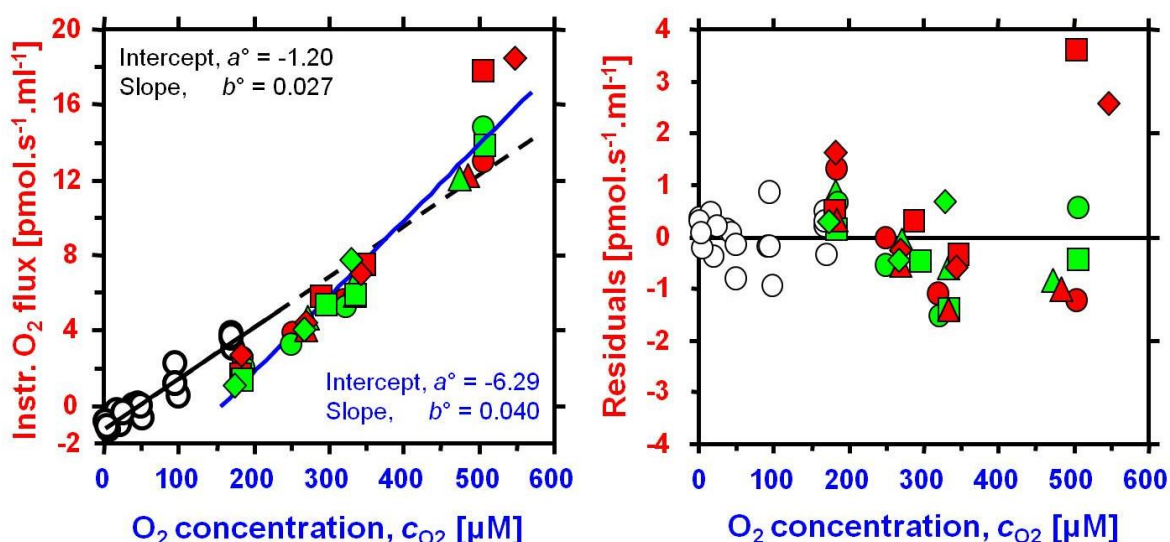 Instr. O₂ flux [pmol.s⁻¹.ml⁻¹]
20
16
12
8
4
0
-2
Intercept, a° = -1.20
Slope, b° = 0.027
Intercept, a° = -6.29
Slope, b° = 0.040
0 100 200 300 400 500 600
O₂ concentration, cO2 [µM]
Residuals [pmol.s⁻¹.ml⁻¹]
4
3
2
1
0
-1
-2
-3
-4
0 100 200 300 400 500 600
O₂ concentration, cO2 [µM]